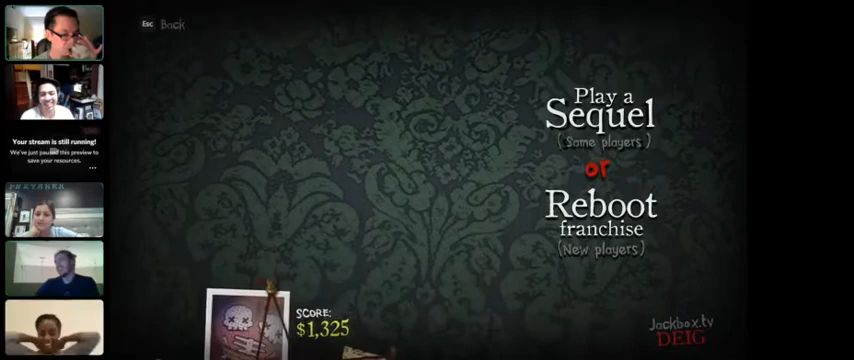 Esc Back
Your stream is still running!
We've just paused this preview to
save your resources.
PRIYANKA
Play a
Sequel
(Same players)
or
Reboot
franchise
(New players)
SCORE:
$1,325
Jackbox.tv
DEIG